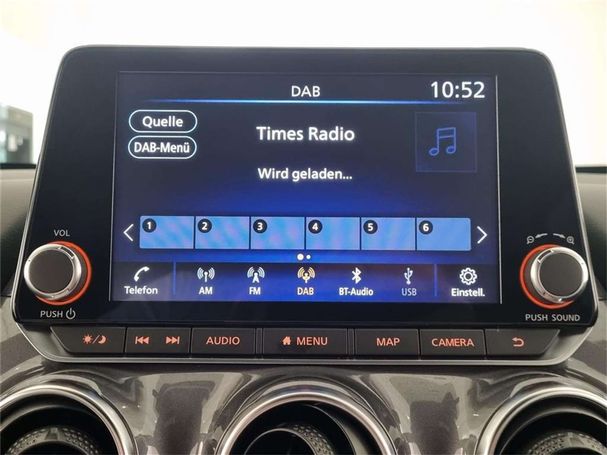 DAB
10:52
Quelle
DAB-Menü
Times Radio
Wird geladen...
1 2 3 4 5 6
VOL
PUSH
Telefon
AM
FM
DAB
BT-Audio
USB
Einstell.
PUSH SOUND
AUDIO
MENU
MAP
CAMERA